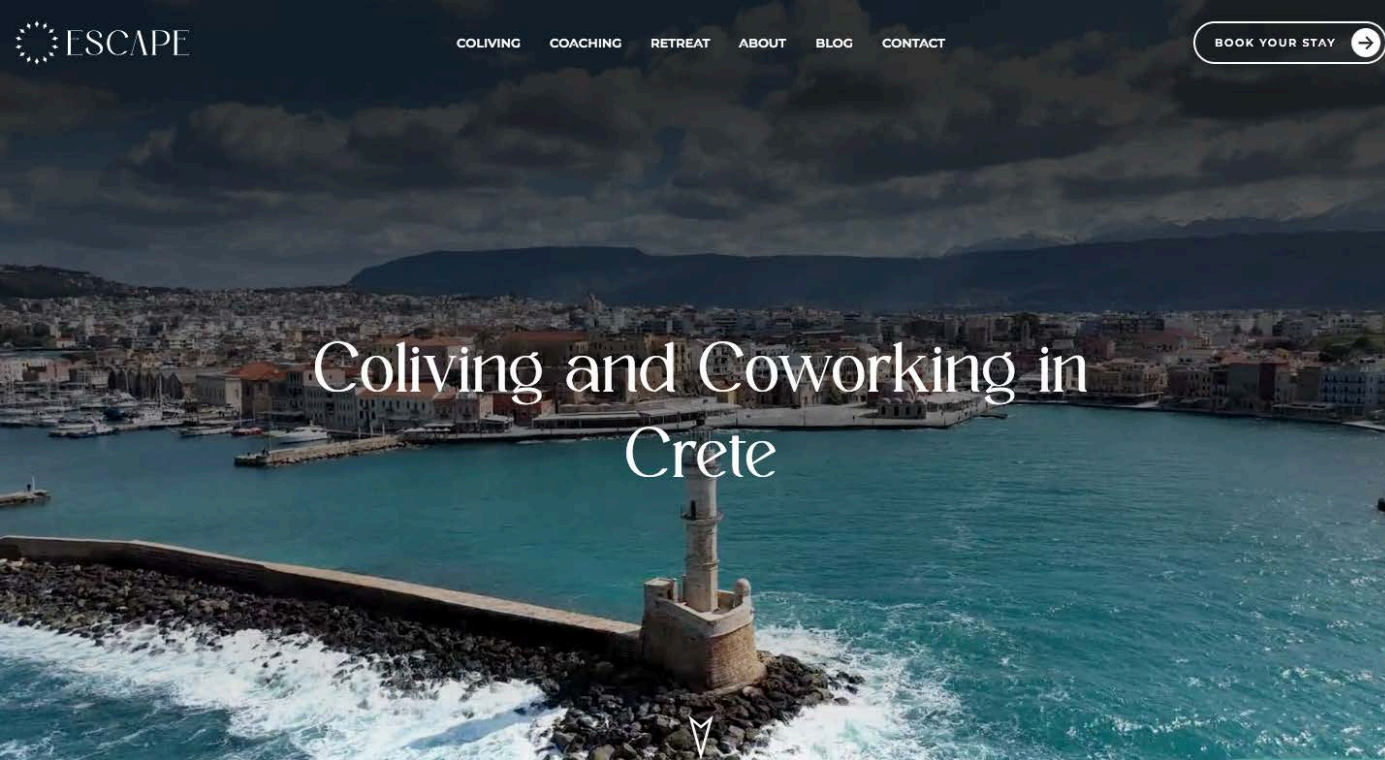 ESCAPE
COLIVING COACHING RETREAT ABOUT BLOG CONTACT
BOOK YOUR STAY
Coliving and Coworking in
Crete